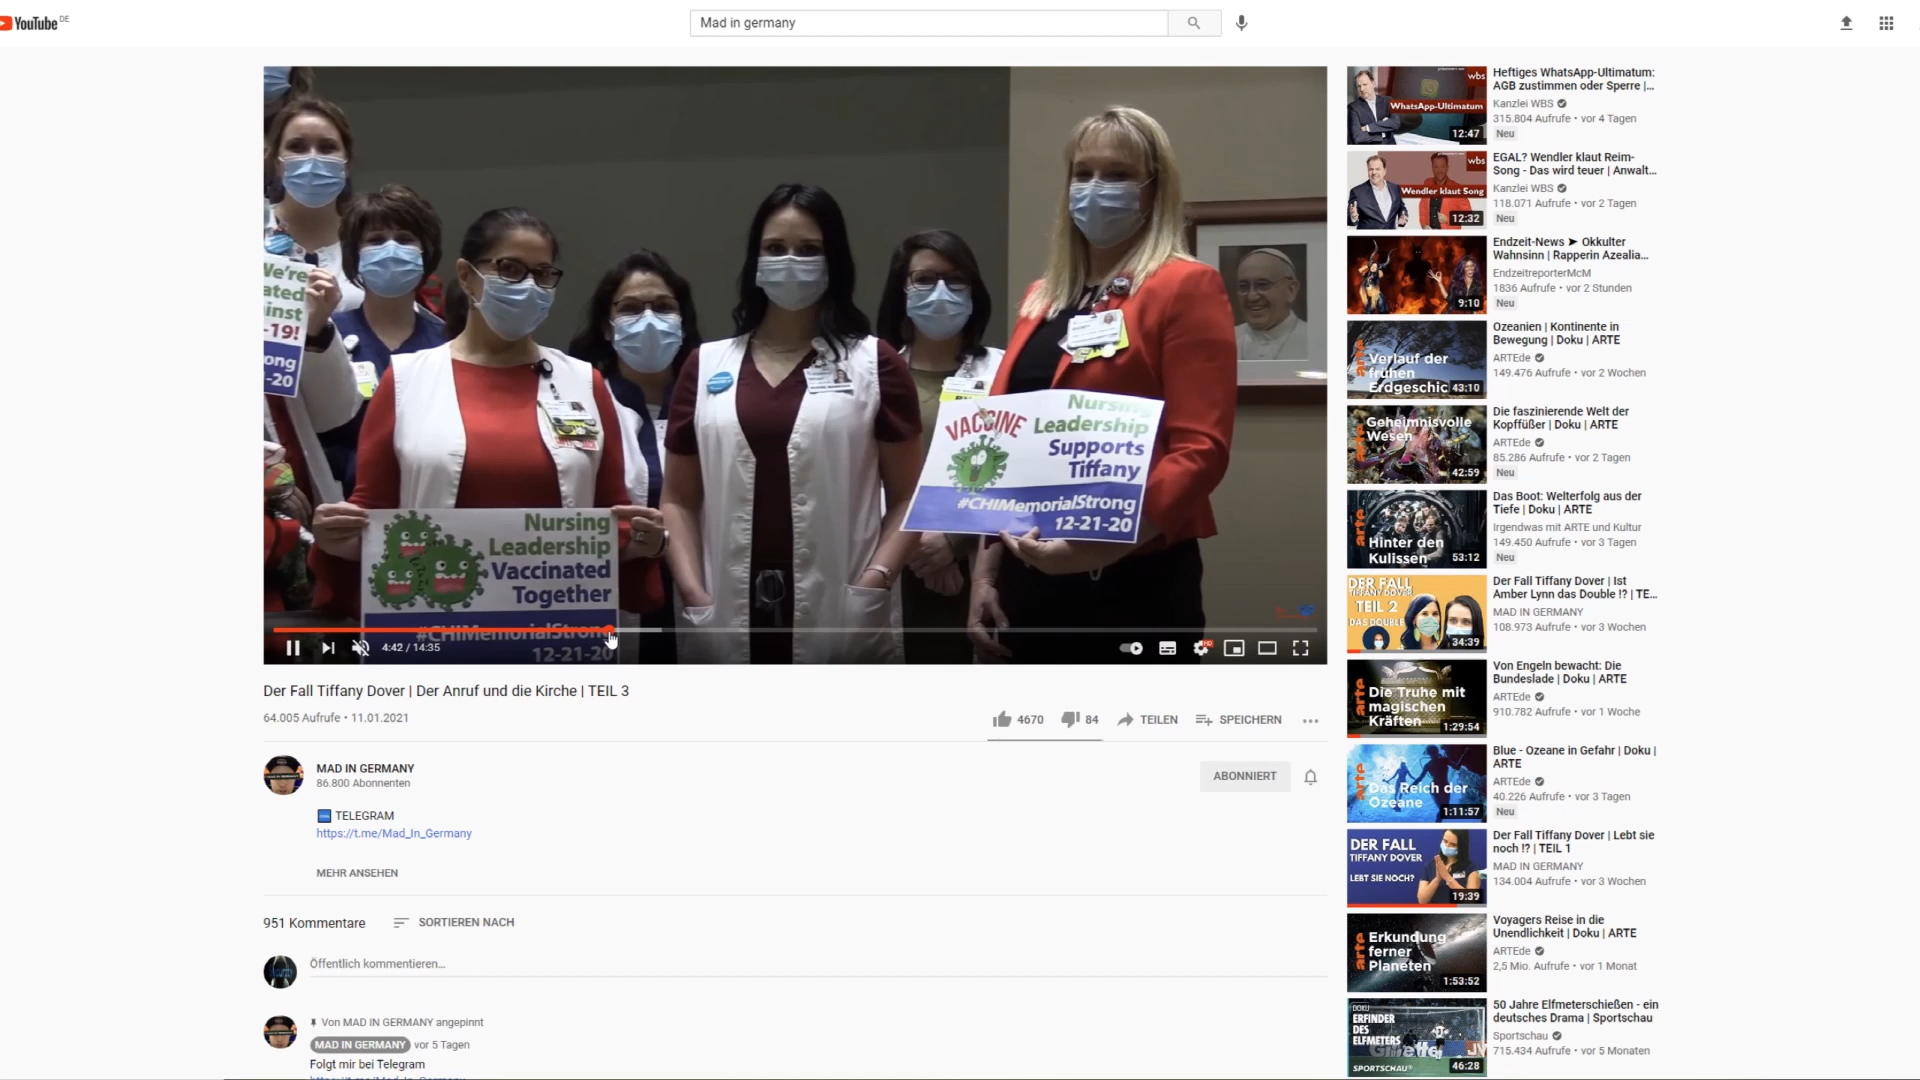 YouTube DE
Mad in germany
We're
ated
inst
-19!
ong
-20
Nursing
Leadership
Vaccinated
Together
#CHIMemorialStrong
12-21-20
VACCINE
Nursing
Leadership
Supports
Tiffany
#CHIMemorialStrong
12-21-20
4:42 / 14:35
Der Fall Tiffany Dover | Der Anruf und die Kirche | TEIL 3
64.005 Aufrufe • 11.01.2021
4670
84
TEILEN
SPEICHERN
MAD IN GERMANY
86.800 Abonnenten
ABONNIERT
TELEGRAM
https://t.me/Mad_In_Germany
MEHR ANSEHEN
951 Kommentare
SORTIEREN NACH
Öffentlich kommentieren...
Von MAD IN GERMANY angepinnt
MAD IN GERMANY vor 5 Tagen
Folgt mir bei Telegram
https://t.me/Mad_In_Germany
wbs
WhatsApp-Ultimatum
12:47
Heftiges WhatsApp-Ultimatum:
AGB zustimmen oder Sperre |...
Kanzlei WBS
315.804 Aufrufe • vor 4 Tagen
Neu
wbs
Wendler klaut Song
12:32
EGAL? Wendler klaut Reim-
Song - Das wird teuer | Anwalt...
Kanzlei WBS
118.071 Aufrufe • vor 2 Tagen
Neu
9:10
Endzeit-News ➤ Okkulter
Wahnsinn | Rapperin Azealia...
EndzeitreporterMcM
1836 Aufrufe • vor 2 Stunden
Neu
arte
Verlauf der
frühen
Erdgeschic
43:10
Ozeanien | Kontinente in
Bewegung | Doku | ARTE
ARTEde
149.476 Aufrufe • vor 2 Wochen
arte
Geheimnisvolle
Wesen
42:59
Die faszinierende Welt der
Kopffüßer | Doku | ARTE
ARTEde
85.286 Aufrufe • vor 2 Tagen
Neu
arte
Hinter den
Kulissen
53:12
Das Boot: Welterfolg aus der
Tiefe | Doku | ARTE
Irgendwas mit ARTE und Kultur
149.450 Aufrufe • vor 3 Tagen
Neu
DER FALL
TIFFANY DOVER
TEIL 2
DAS DOUBLE
34:39
Der Fall Tiffany Dover | Ist
Amber Lynn das Double !? | TE...
MAD IN GERMANY
108.973 Aufrufe • vor 3 Wochen
arte
Die Truhe mit
magischen
Kräften
1:29:54
Von Engeln bewacht: Die
Bundeslade | Doku | ARTE
ARTEde
910.782 Aufrufe • vor 1 Woche
arte
Das Reich der
Ozeane
1:11:57
Blue - Ozeane in Gefahr | Doku |
ARTE
ARTEde
40.226 Aufrufe • vor 3 Tagen
Neu
DER FALL
TIFFANY DOVER
LEBT SIE NOCH?
19:39
Der Fall Tiffany Dover | Lebt sie
noch !? | TEIL 1
MAD IN GERMANY
134.004 Aufrufe • vor 3 Wochen
arte
Erkundung
ferner
Planeten
1:53:52
Voyagers Reise in die
Unendlichkeit | Doku | ARTE
ARTEde
2,5 Mio. Aufrufe • vor 1 Monat
DOKU
ERFINDER
DES
ELFMETERS
SPORTSCHAU
46:28
50 Jahre Elfmeterschießen - ein
deutsches Drama | Sportschau
Sportschau
715.434 Aufrufe • vor 5 Monaten